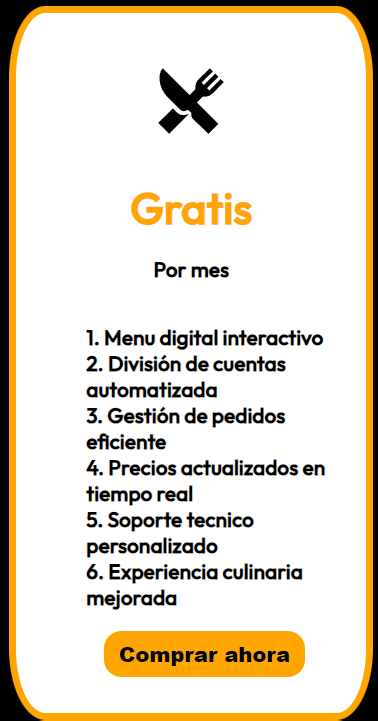 Gratis
Por mes
1. Menu digital interactivo
2. División de cuentas
automatizada
3. Gestión de pedidos
eficiente
4. Precios actualizados en
tiempo real
5. Soporte tecnico
personalizado
6. Experiencia culinaria
mejorada
Comprar ahora